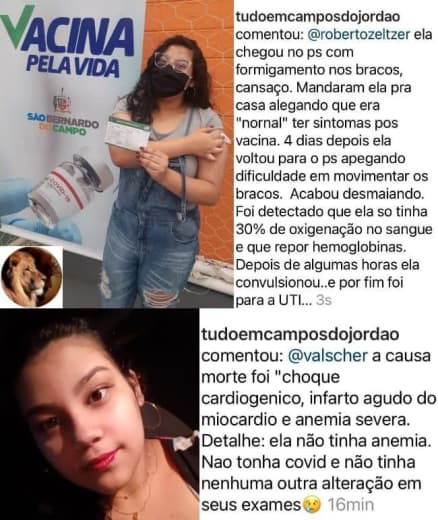 VACINA
PELA VIDA
SÃO BERNARDO
DO CAMPO
COVID-19
tudoemcamposdojordao
comentou: @robertozeltzer ela
chegou no ps com
formigamento nos bracos,
cansaço. Mandaram ela pra
casa alegando que era
"nornal" ter sintomas pos
vacina. 4 dias depois ela
voltou para o ps apegando
dificuldade em movimentar os
bracos. Acabou desmaiando.
Foi detectado que ela so tinha
30% de oxigenação no sangue
e que repor hemoglobinas.
Depois de algumas horas ela
convulsionou..e por fim foi
para a UTI... 3s
tudoemcamposdojordao
comentou: @valscher a causa
morte foi "choque
cardiogenico, infarto agudo do
miocardio e anemia severa.
Detalhe: ela não tinha anemia.
Nao tonha covid e não tinha
nenhuma outra alteração em
seus exames😢 16min